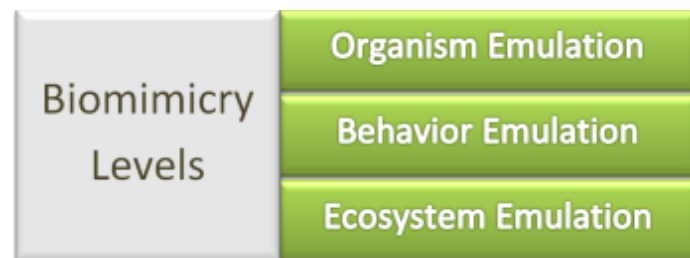 Biomimicry
Levels
Organism Emulation
Behavior Emulation
Ecosystem Emulation